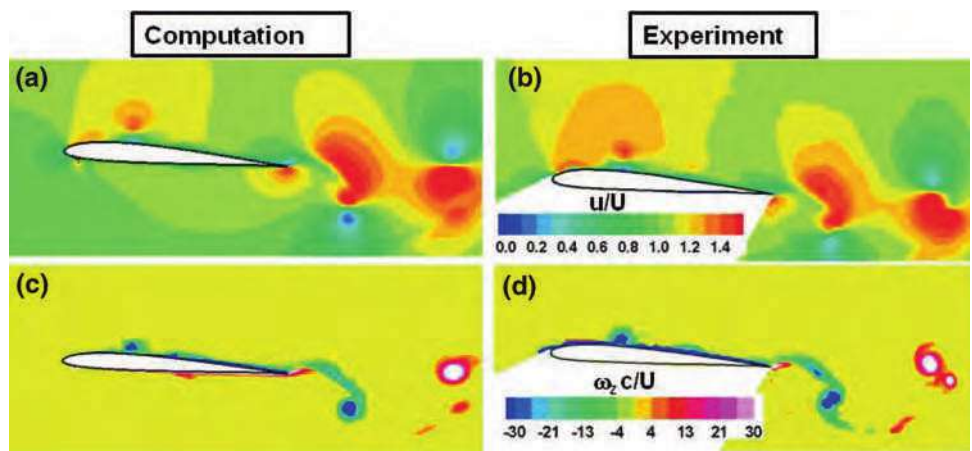 Computation
Experiment
(a)
(b)
u/U
0.0 0.2 0.4 0.6 0.8 1.0 1.2 1.4
(c)
(d)
ω_z c/U
-30 -21 -13 -4 4 13 21 30